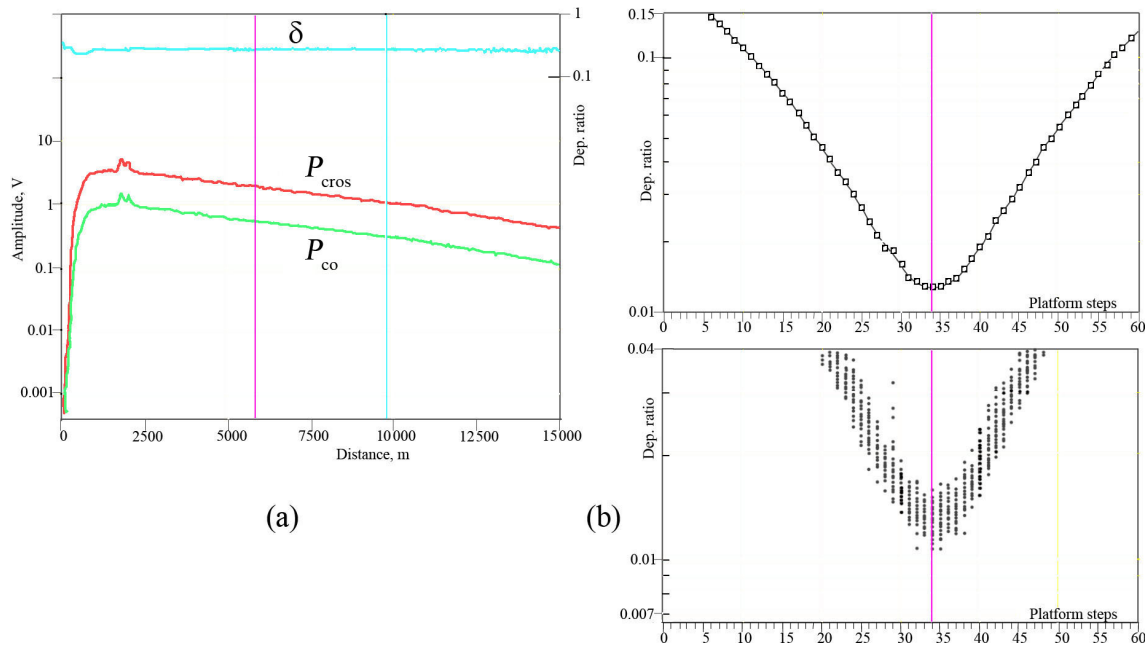 δ
1
0.1
Dep. ratio
10
1
0.1
0.01
0.001
Amplitude, V
P cros
P co
0 2500 5000 7500 10000 12500 15000
Distance, m
(a)
0.15
0.1
0.01
Dep. ratio
Platform steps
0 5 10 15 20 25 30 35 40 45 50 55 60
0.04
0.01
0.007
Dep. ratio
Platform steps
0 5 10 15 20 25 30 35 40 45 50 55 60
(b)